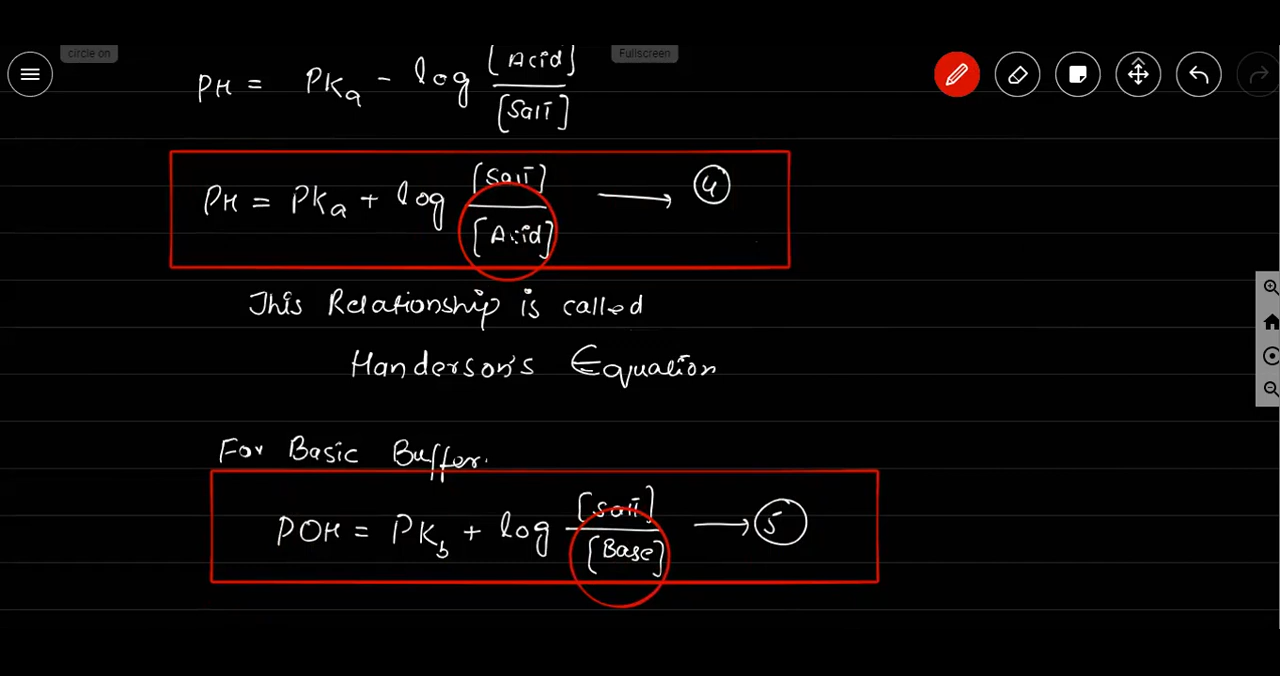 circle on
Fullscreen
PH = PKa - log [Acid] / [Salt]
PH = PKa + log [Salt] / [Acid] ⟶ ④
This Relationship is called
Handerson's Equation
For Basic Buffer.
POH = PKb + log [Salt] / [Base] ⟶ ⑤